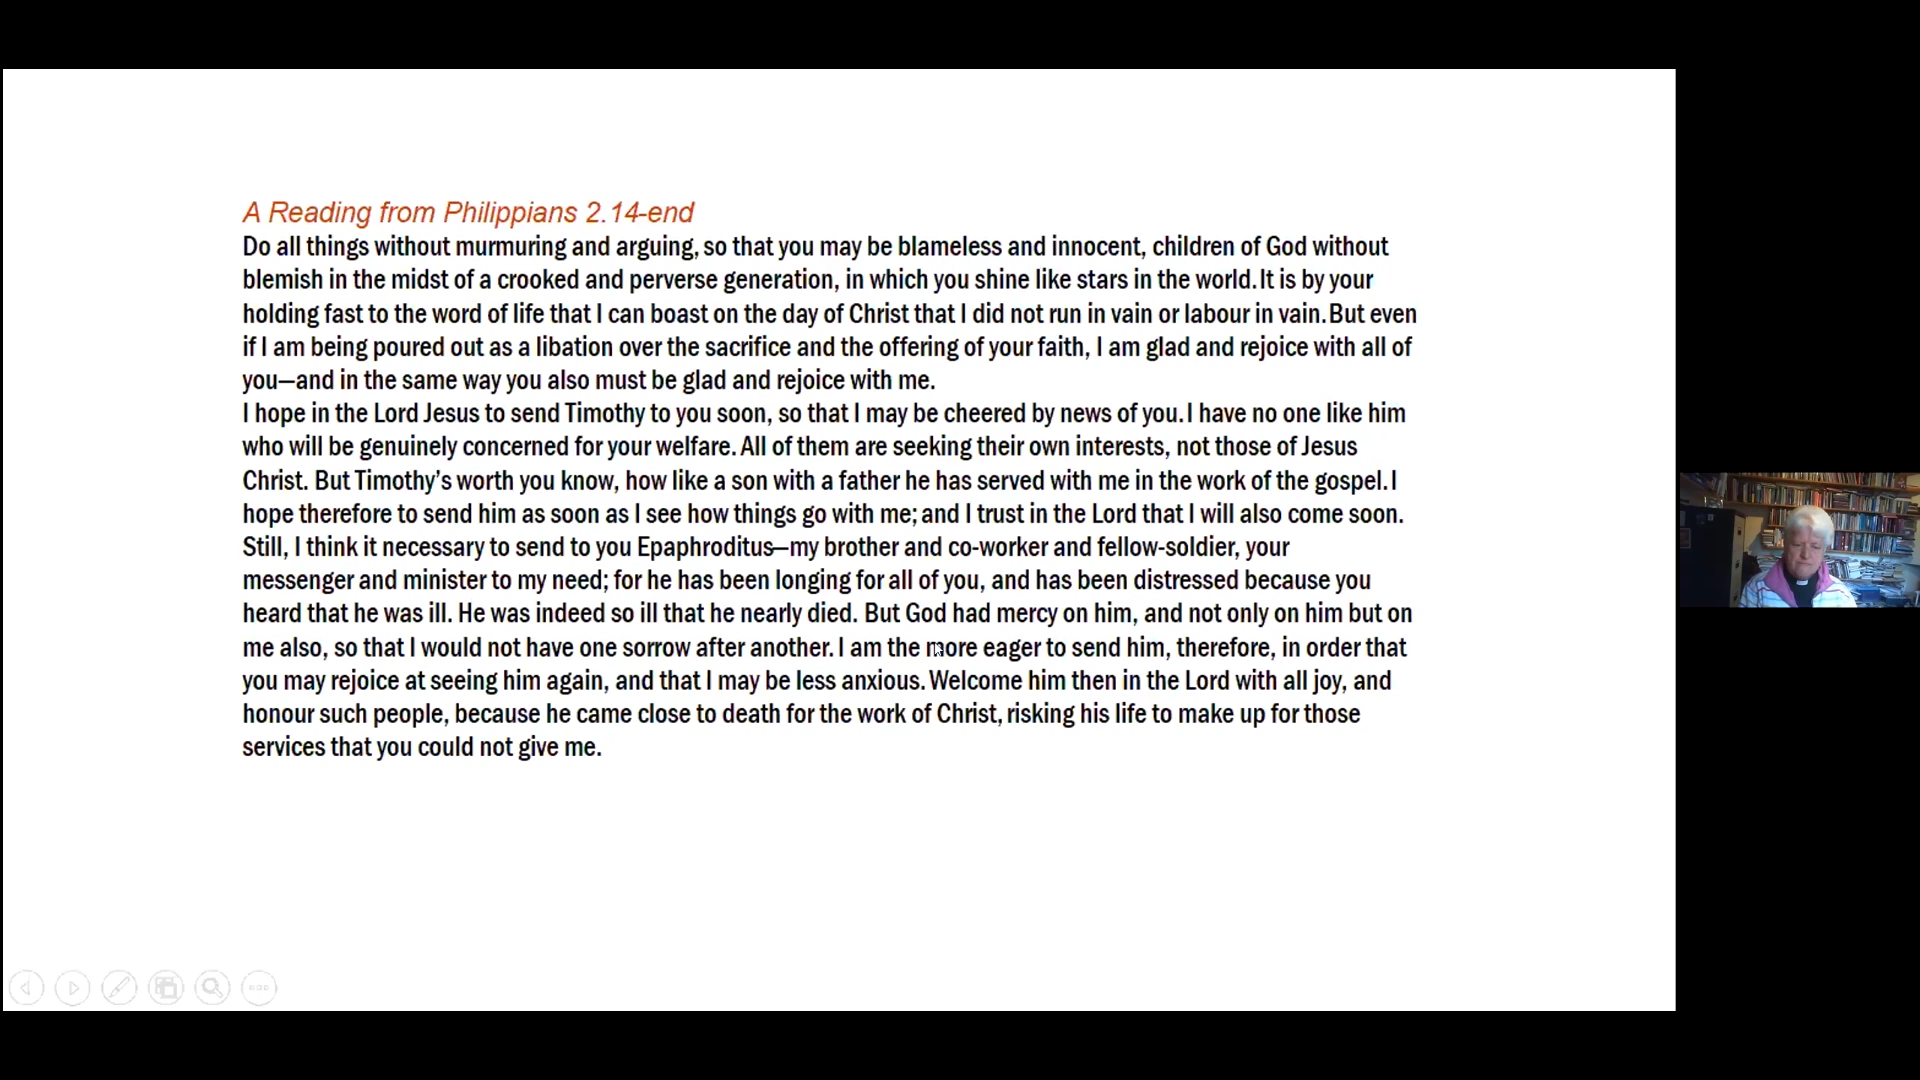 A Reading from Philippians 2.14-end
Do all things without murmuring and arguing, so that you may be blameless and innocent, children of God without
blemish in the midst of a crooked and perverse generation, in which you shine like stars in the world. It is by your
holding fast to the word of life that I can boast on the day of Christ that I did not run in vain or labour in vain. But even
if I am being poured out as a libation over the sacrifice and the offering of your faith, I am glad and rejoice with all of
you—and in the same way you also must be glad and rejoice with me.
I hope in the Lord Jesus to send Timothy to you soon, so that I may be cheered by news of you. I have no one like him
who will be genuinely concerned for your welfare. All of them are seeking their own interests, not those of Jesus
Christ. But Timothy’s worth you know, how like a son with a father he has served with me in the work of the gospel. I
hope therefore to send him as soon as I see how things go with me; and I trust in the Lord that I will also come soon.
Still, I think it necessary to send to you Epaphroditus—my brother and co-worker and fellow-soldier, your
messenger and minister to my need; for he has been longing for all of you, and has been distressed because you
heard that he was ill. He was indeed so ill that he nearly died. But God had mercy on him, and not only on him but on
me also, so that I would not have one sorrow after another. I am the more eager to send him, therefore, in order that
you may rejoice at seeing him again, and that I may be less anxious. Welcome him then in the Lord with all joy, and
honour such people, because he came close to death for the work of Christ, risking his life to make up for those
services that you could not give me.